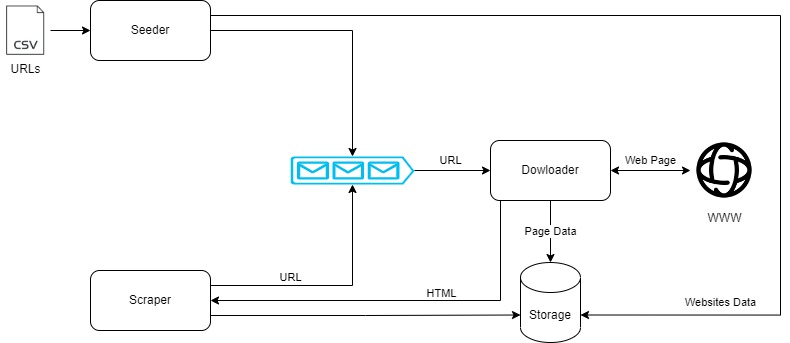 CSV
URLs
Seeder
URL
Dowloader
Web Page
WWW
Page Data
URL
HTML
Scraper
Storage
Websites Data